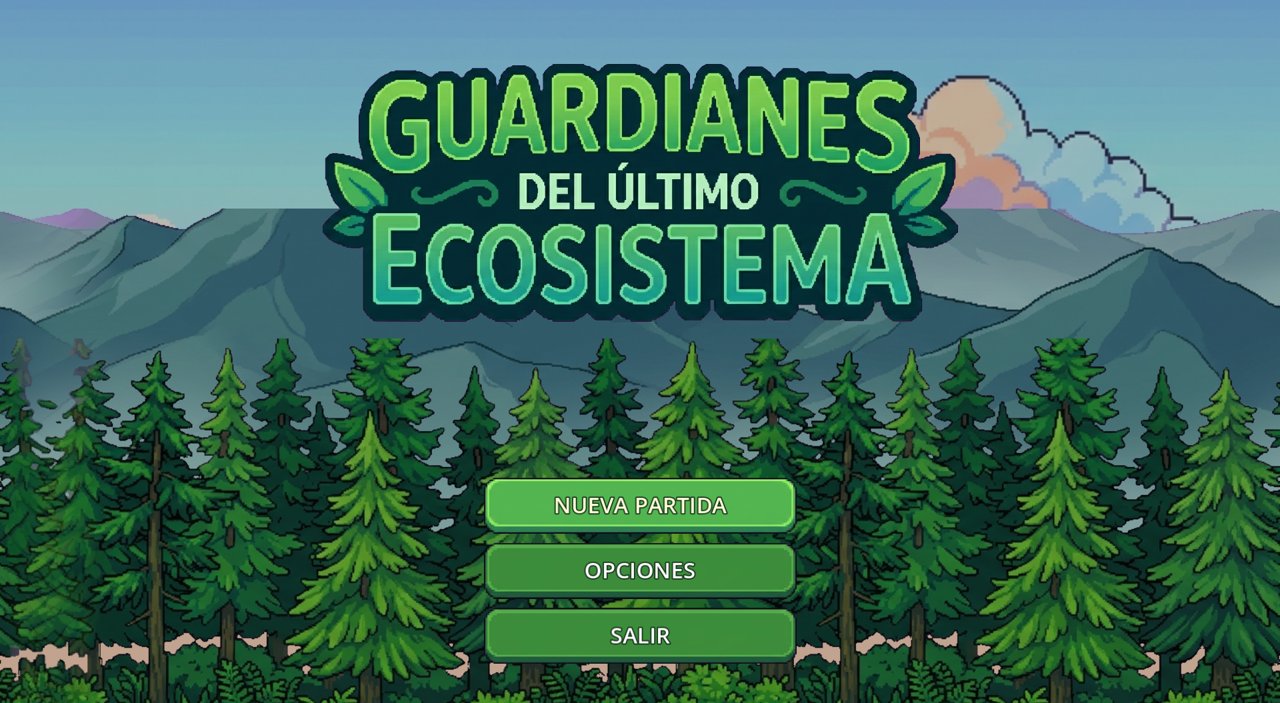 GUARDIANES
DEL ÚLTIMO
ECOSISTEMA
NUEVA PARTIDA
OPCIONES
SALIR